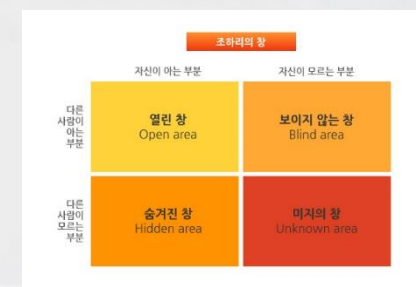 조하리의 창
자신이 아는 부분
자신이 모르는 부분
다른
사람이
아는
부분
열린 창
Open area
보이지 않는 창
Blind area
다른
사람이
모르는
부분
숨겨진 창
Hidden area
미지의 창
Unknown area